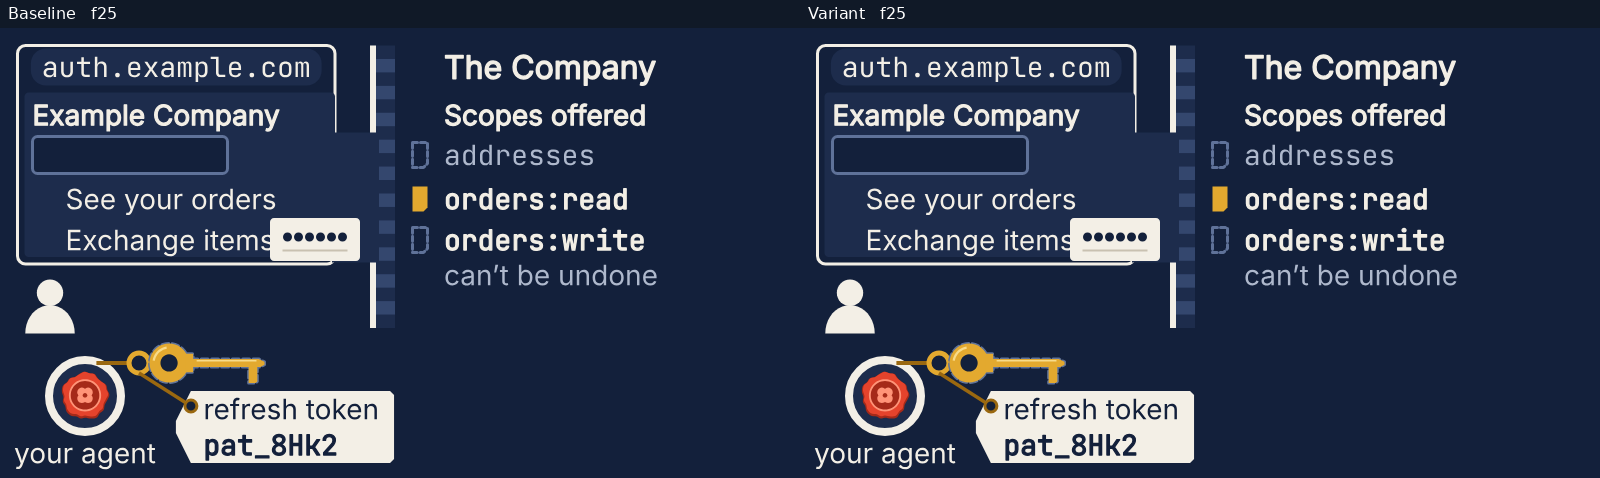 Baseline f25
auth.example.com
Example Company
See your orders
Exchange items
The Company
Scopes offered
addresses
orders:read
orders:write
can’t be undone
your agent
refresh token
pat_8Hk2
Variant f25
auth.example.com
Example Company
See your orders
Exchange items
The Company
Scopes offered
addresses
orders:read
orders:write
can’t be undone
your agent
refresh token
pat_8Hk2